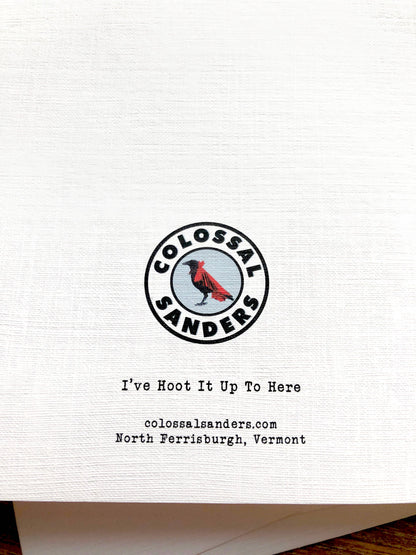 COLOSSAL
SANDERS
I've Hoot It Up To Here
colossalsanders.com
North Ferrisburgh, Vermont